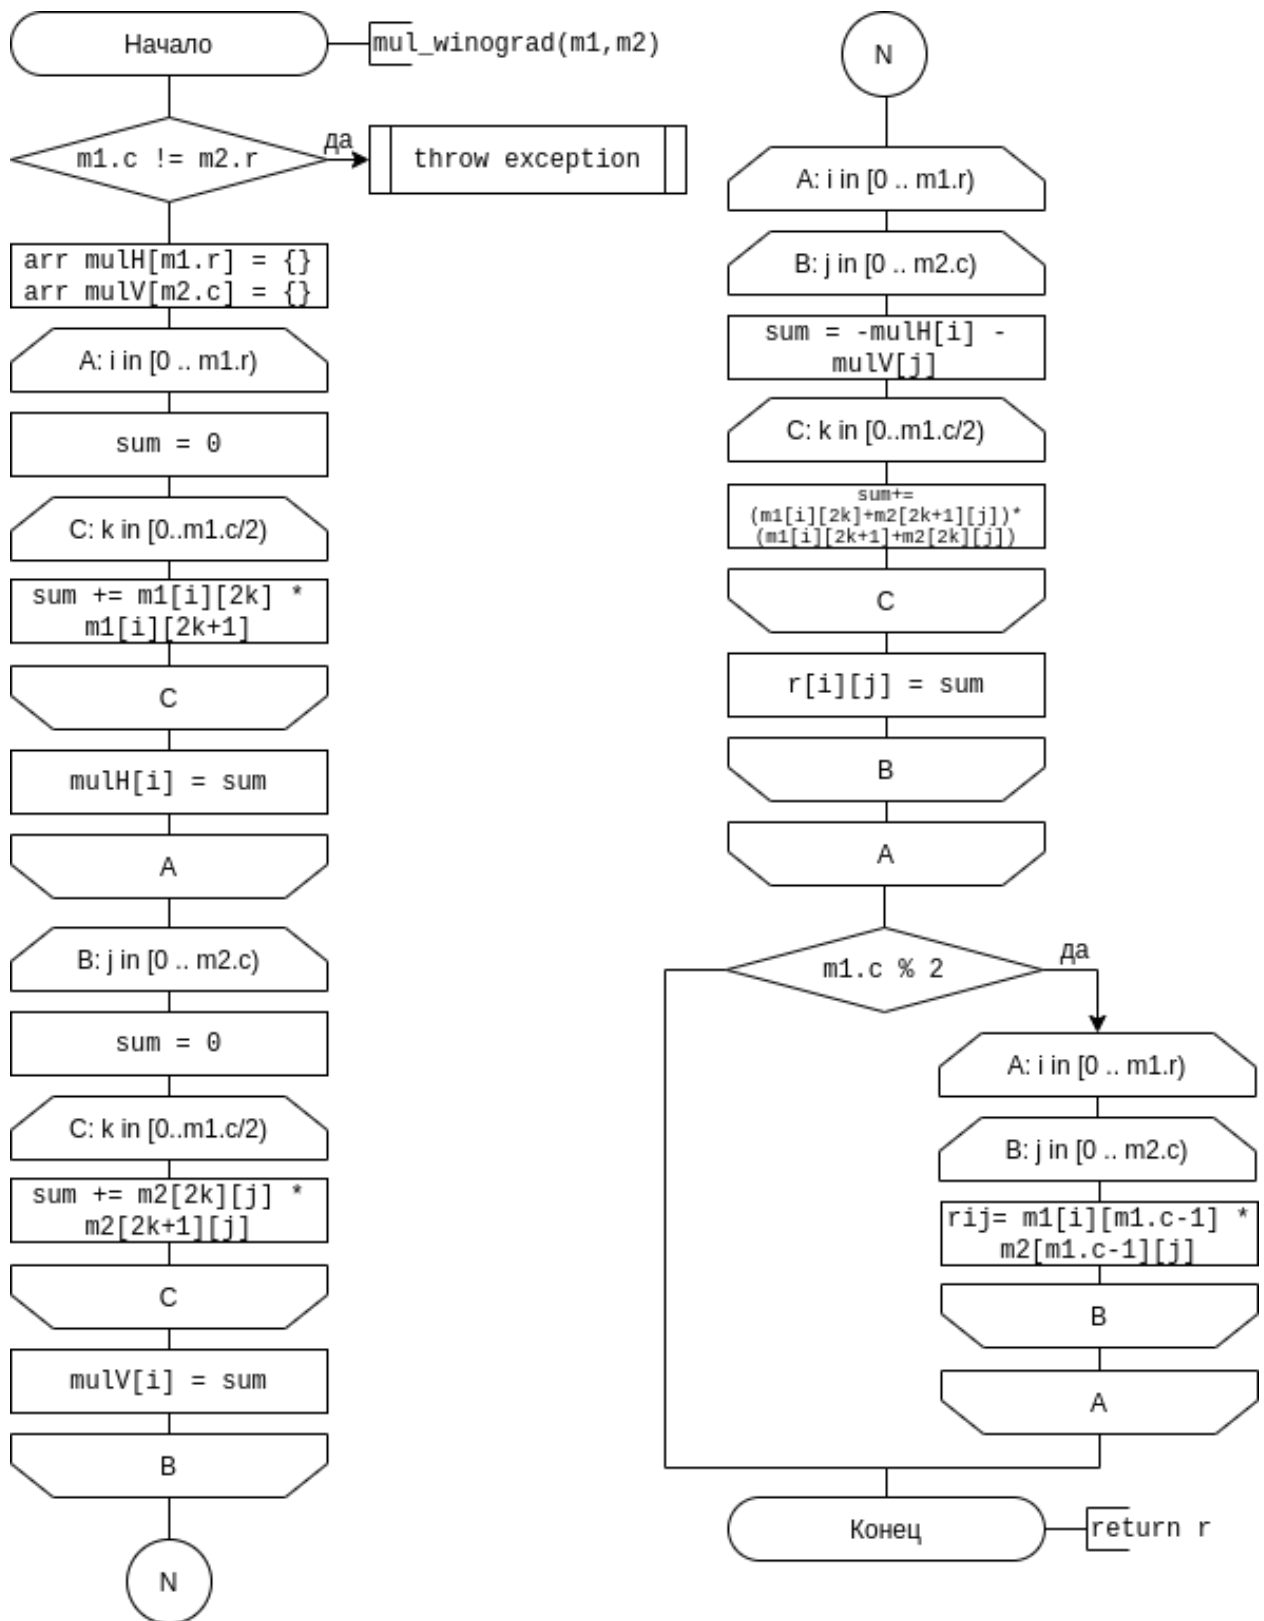 Начало
mul_winograd(m1,m2)
m1.c != m2.r
да
throw exception
arr mulH[m1.r] = {}
arr mulV[m2.c] = {}
A: i in [0 .. m1.r)
sum = 0
C: k in [0..m1.c/2)
sum += m1[i][2k] *
m1[i][2k+1]
C
mulH[i] = sum
A
B: j in [0 .. m2.c)
sum = 0
C: k in [0..m1.c/2)
sum += m2[2k][j] *
m2[2k+1][j]
C
mulV[i] = sum
B
N
N
A: i in [0 .. m1.r)
B: j in [0 .. m2.c)
sum = -mulH[i] -
mulV[j]
C: k in [0..m1.c/2)
sum+=
(m1[i][2k]+m2[2k+1][j])*
(m1[i][2k+1]+m2[2k][j])
C
r[i][j] = sum
B
A
m1.c % 2
да
A: i in [0 .. m1.r)
B: j in [0 .. m2.c)
rij= m1[i][m1.c-1] *
m2[m1.c-1][j]
B
A
Конец
return r